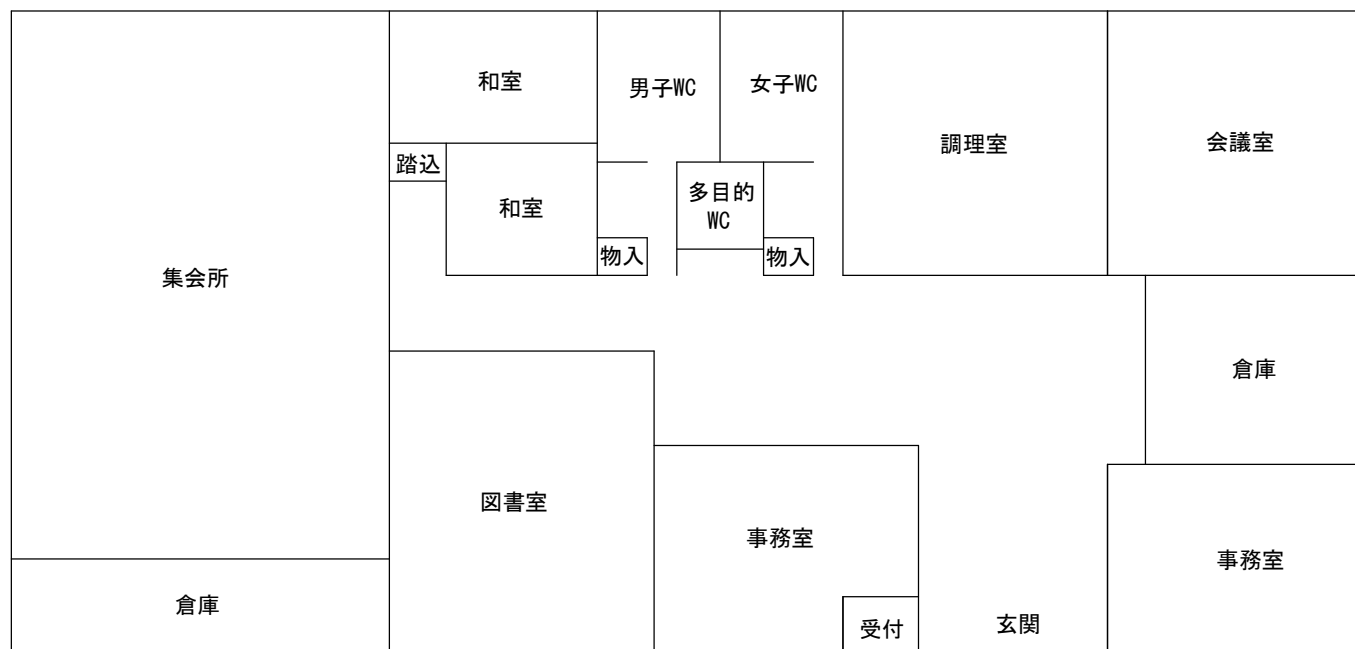 和室
男子WC
女子WC
調理室
会議室
踏込
和室
多目的
WC
物入
物入
集会所
倉庫
図書室
事務室
事務室
倉庫
受付
玄関